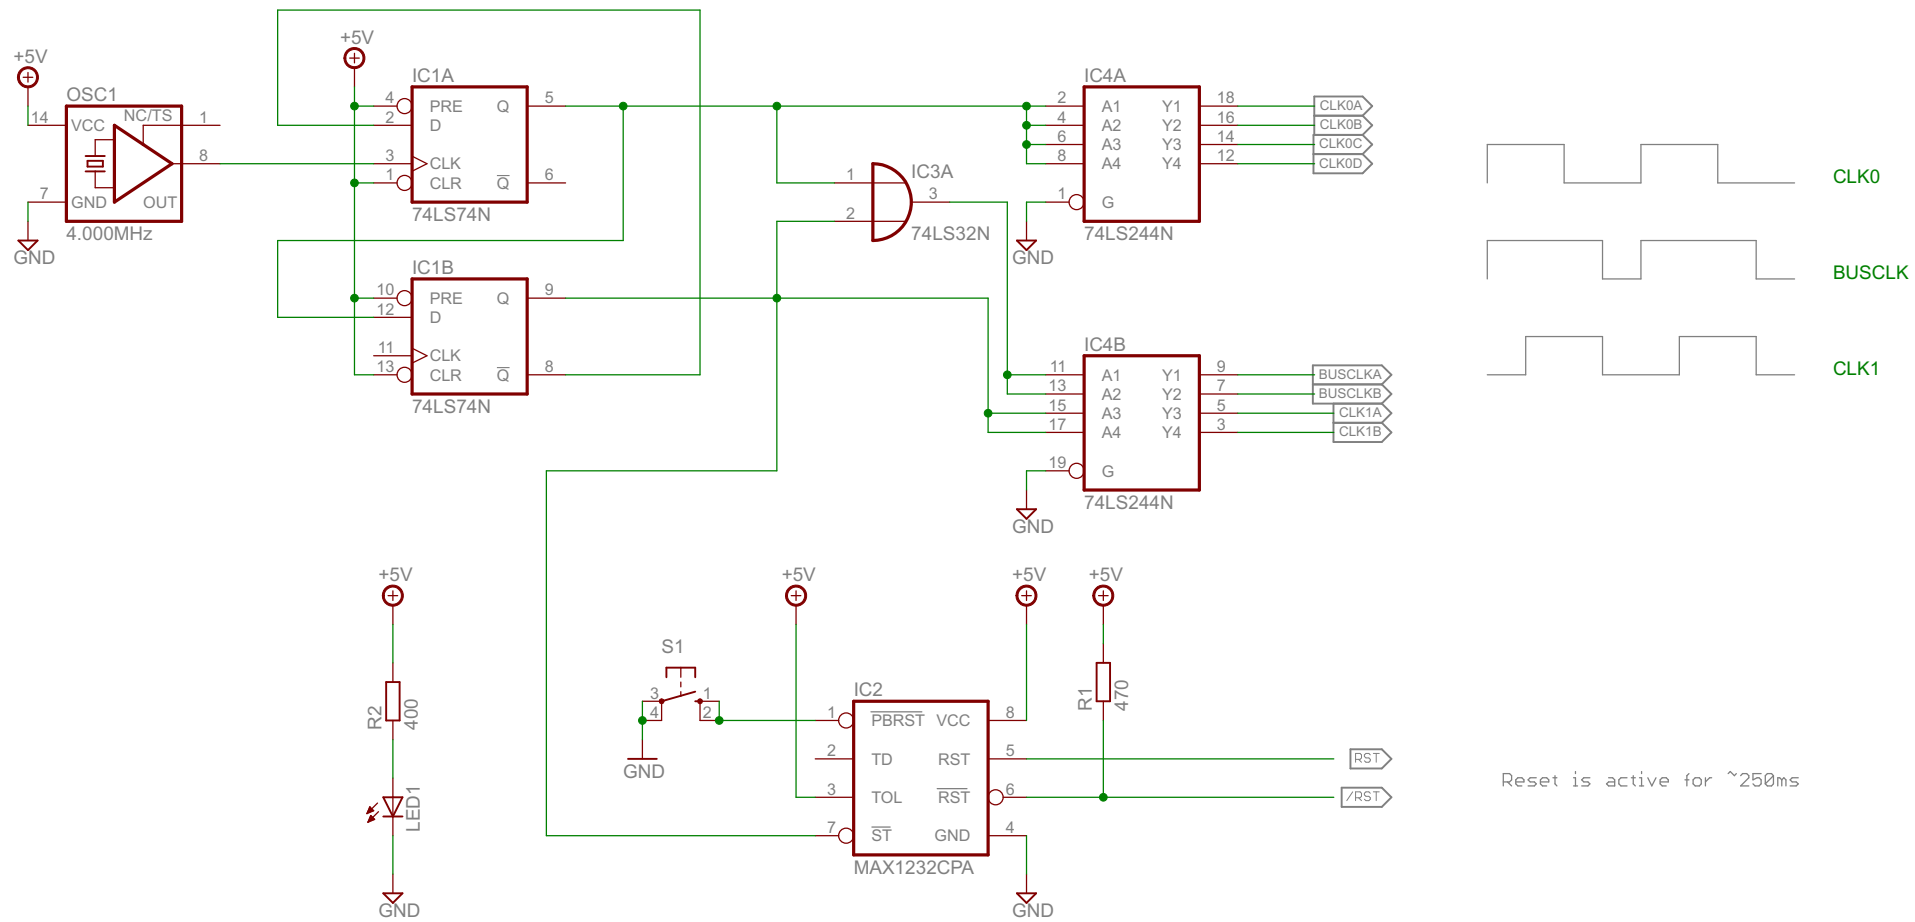 +5V
OSC1
14 VCC NC/TS 1
8
7 GND OUT
4.000MHz
GND
+5V
IC1A
4 PRE Q 5
2 D
3 CLK
1 CLR Q 6
74LS74N
IC1B
10 PRE Q 9
12 D
11 CLK
13 CLR Q 8
74LS74N
IC3A
1
2
3
74LS32N
IC4A
2 A1 Y1 18 CLK0A
4 A2 Y2 16 CLK0B
6 A3 Y3 14 CLK0C
8 A4 Y4 12 CLK0D
1 G
74LS244N
GND
IC4B
11 A1 Y1 9 BUSCLKA
13 A2 Y2 7 BUSCLKB
15 A3 Y3 5 CLK1A
17 A4 Y4 3 CLK1B
19 G
74LS244N
GND
CLK0
BUSCLK
CLK1
+5V
R2
400
LED1
GND
S1
3 1
4 2
GND
+5V
+5V
+5V
R1
470
IC2
1 PBRST VCC 8
2 TD RST 5 RST
3 TOL RST 6 /RST
7 ST GND 4
MAX1232CPA
GND
Reset is active for ~250ms